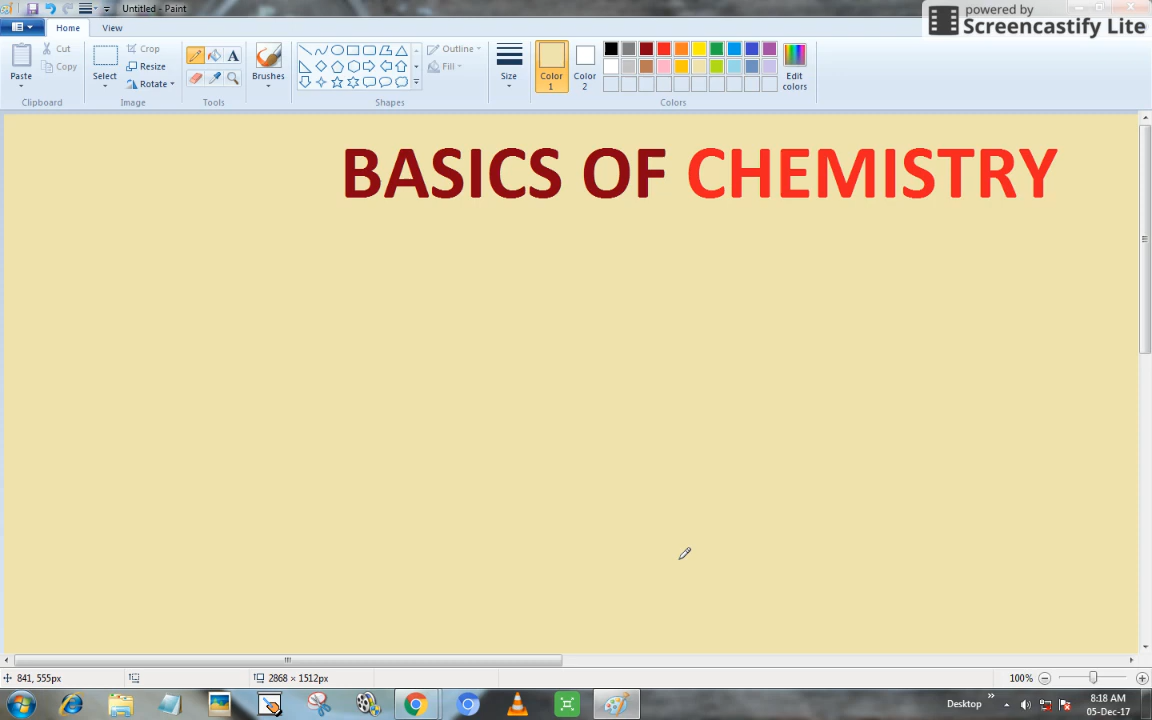 Untitled - Paint
powered by
Screencastify Lite
Home View
Paste
Cut
Copy
Clipboard
Select
Crop
Resize
Rotate
Image
Tools
Brushes
Outline
Fill
Shapes
Size
Color 1
Color 2
Edit colors
Colors
BASICS OF CHEMISTRY
841, 555px
2868 × 1512px
100%
Desktop
8:18 AM
05-Dec-17